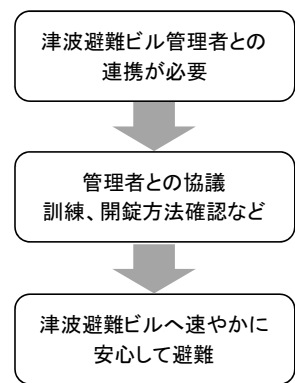 津波避難ビル管理者との
連携が必要
管理者との協議
訓練、開錠方法確認など
津波避難ビルへ速やかに
安心して避難